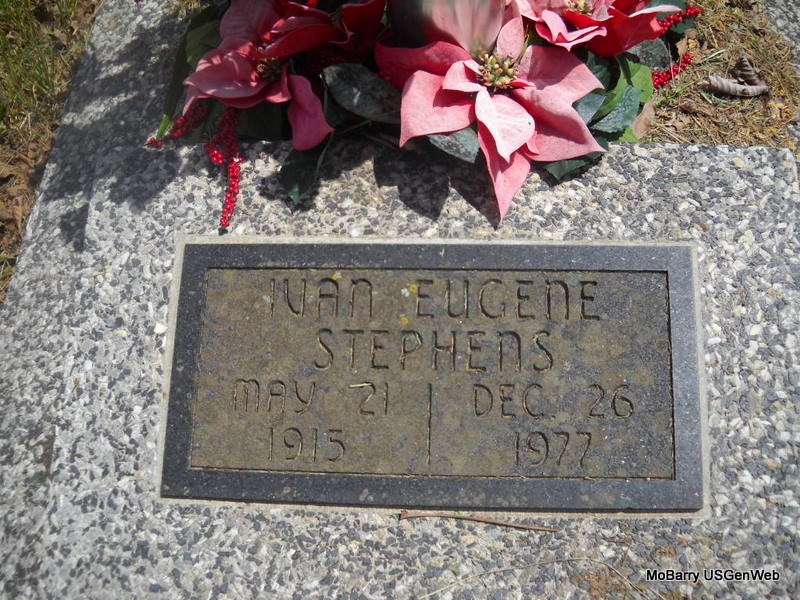 IVAN EUGENE
STEPHENS
MAY 21 DEC. 26
1915 1977
MoBarry USGenWeb